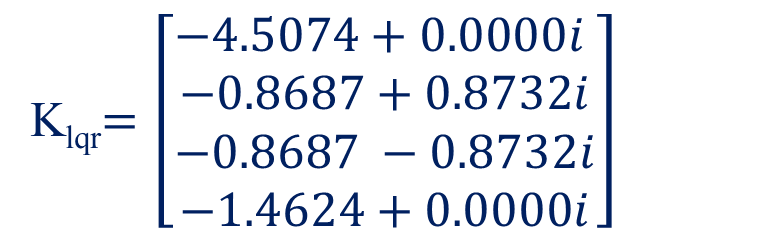 −4.5074 + 0.0000i
−0.8687 + 0.8732i
K_lqr=
−0.8687 − 0.8732i
−1.4624 + 0.0000i